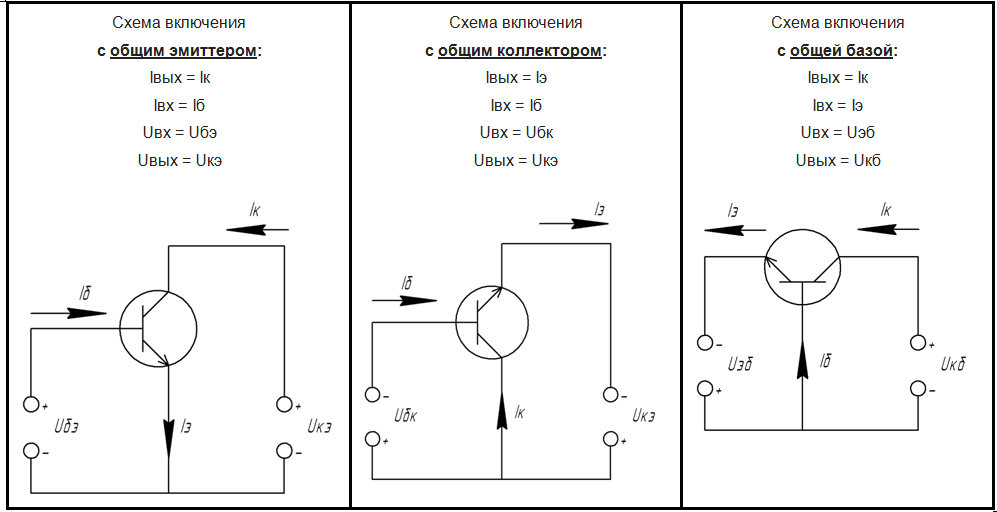 Схема включения
с общим эмиттером:
Iвых = Iк
Iвх = Iб
Uвх = Uбэ
Uвых = Uкэ
Iк
Iб
+
+
Uбэ
Iэ
Uкэ
−
−
Схема включения
с общим коллектором:
Iвых = Iэ
Iвх = Iб
Uвх = Uбк
Uвых = Uкэ
Iэ
Iб
−
−
Uбк
Iк
Uкэ
+
+
Схема включения
с общей базой:
Iвых = Iк
Iвх = Iэ
Uвх = Uэб
Uвых = Uкб
Iэ
Iк
−
+
Uэб
Iб
Uкб
+
−